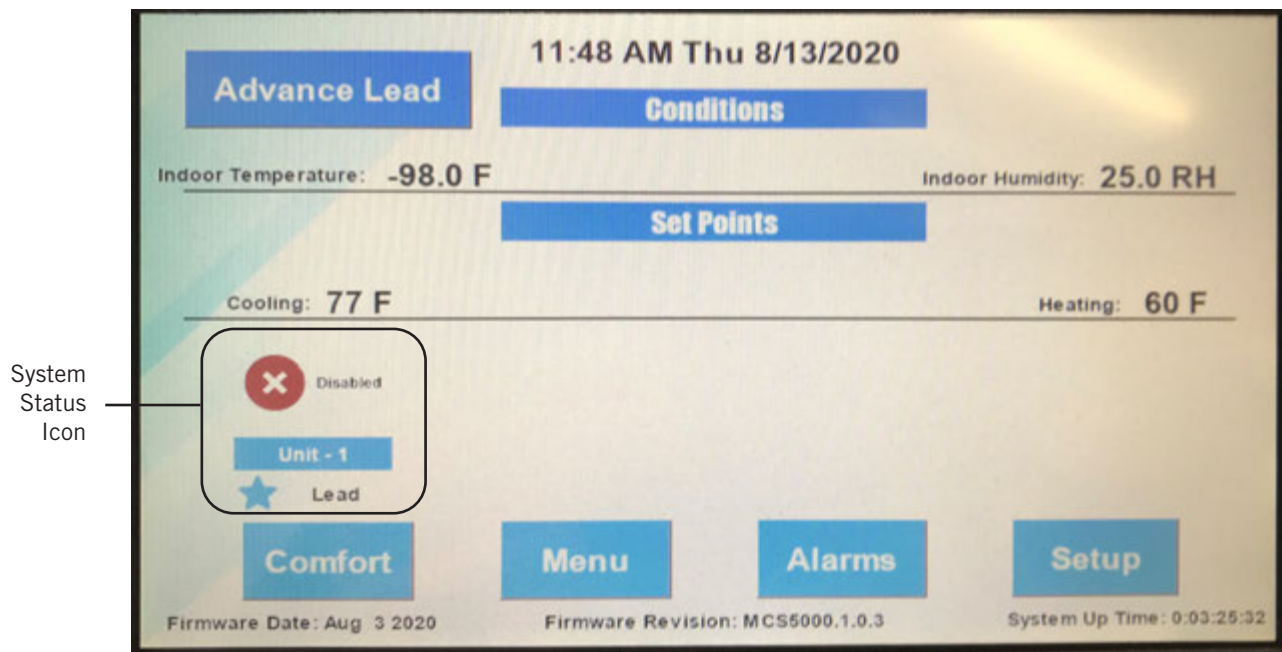 11:48 AM Thu 8/13/2020
Advance Lead
Conditions
Indoor Temperature: -98.0 F
Indoor Humidity: 25.0 RH
Set Points
Cooling: 77 F
Heating: 60 F
System
Status
Icon
Disabled
Unit - 1
Lead
Comfort
Menu
Alarms
Setup
Firmware Date: Aug 3 2020
Firmware Revision: MCS5000.1.0.3
System Up Time: 0:03:25:32